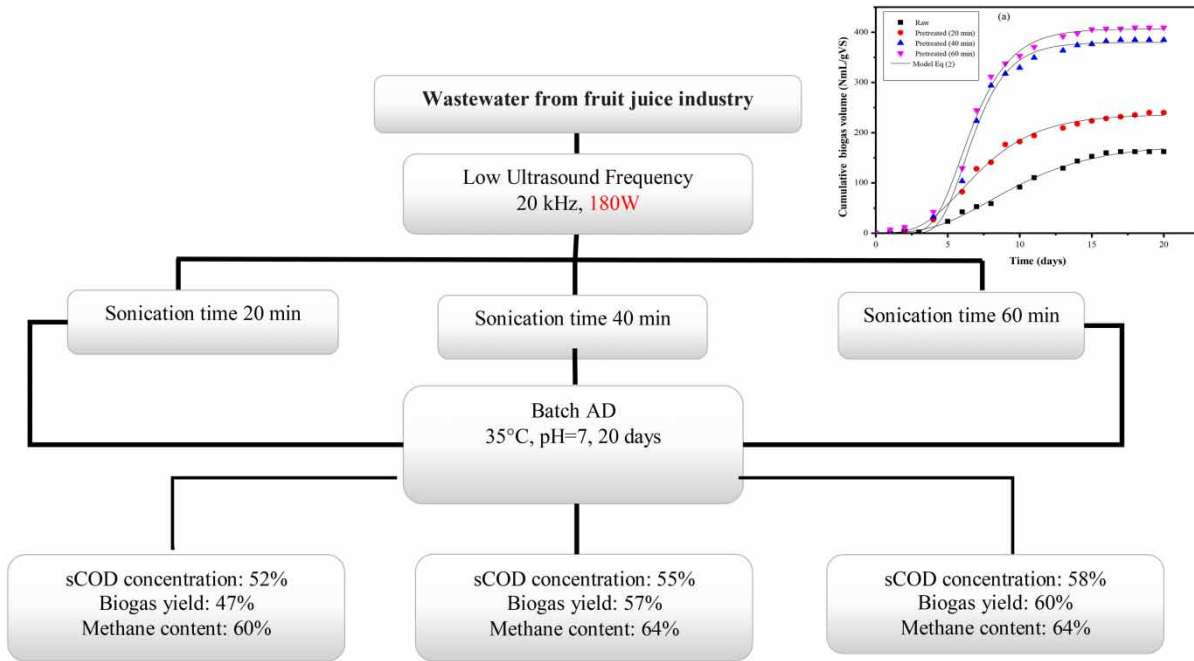 Wastewater from fruit juice industry
Low Ultrasound Frequency
20 kHz, 180W
Sonication time 20 min
Sonication time 40 min
Sonication time 60 min
Batch AD
35°C, pH=7, 20 days
sCOD concentration: 52%
Biogas yield: 47%
Methane content: 60%
sCOD concentration: 55%
Biogas yield: 57%
Methane content: 64%
sCOD concentration: 58%
Biogas yield: 60%
Methane content: 64%
(a)
Raw
Pretreated (20 min)
Pretreated (40 min)
Pretreated (60 min)
Model Eq (2)
Cumulative biogas volume (NmL/gVS)
400
300
200
100
0
0 5 10 15 20
Time (days)